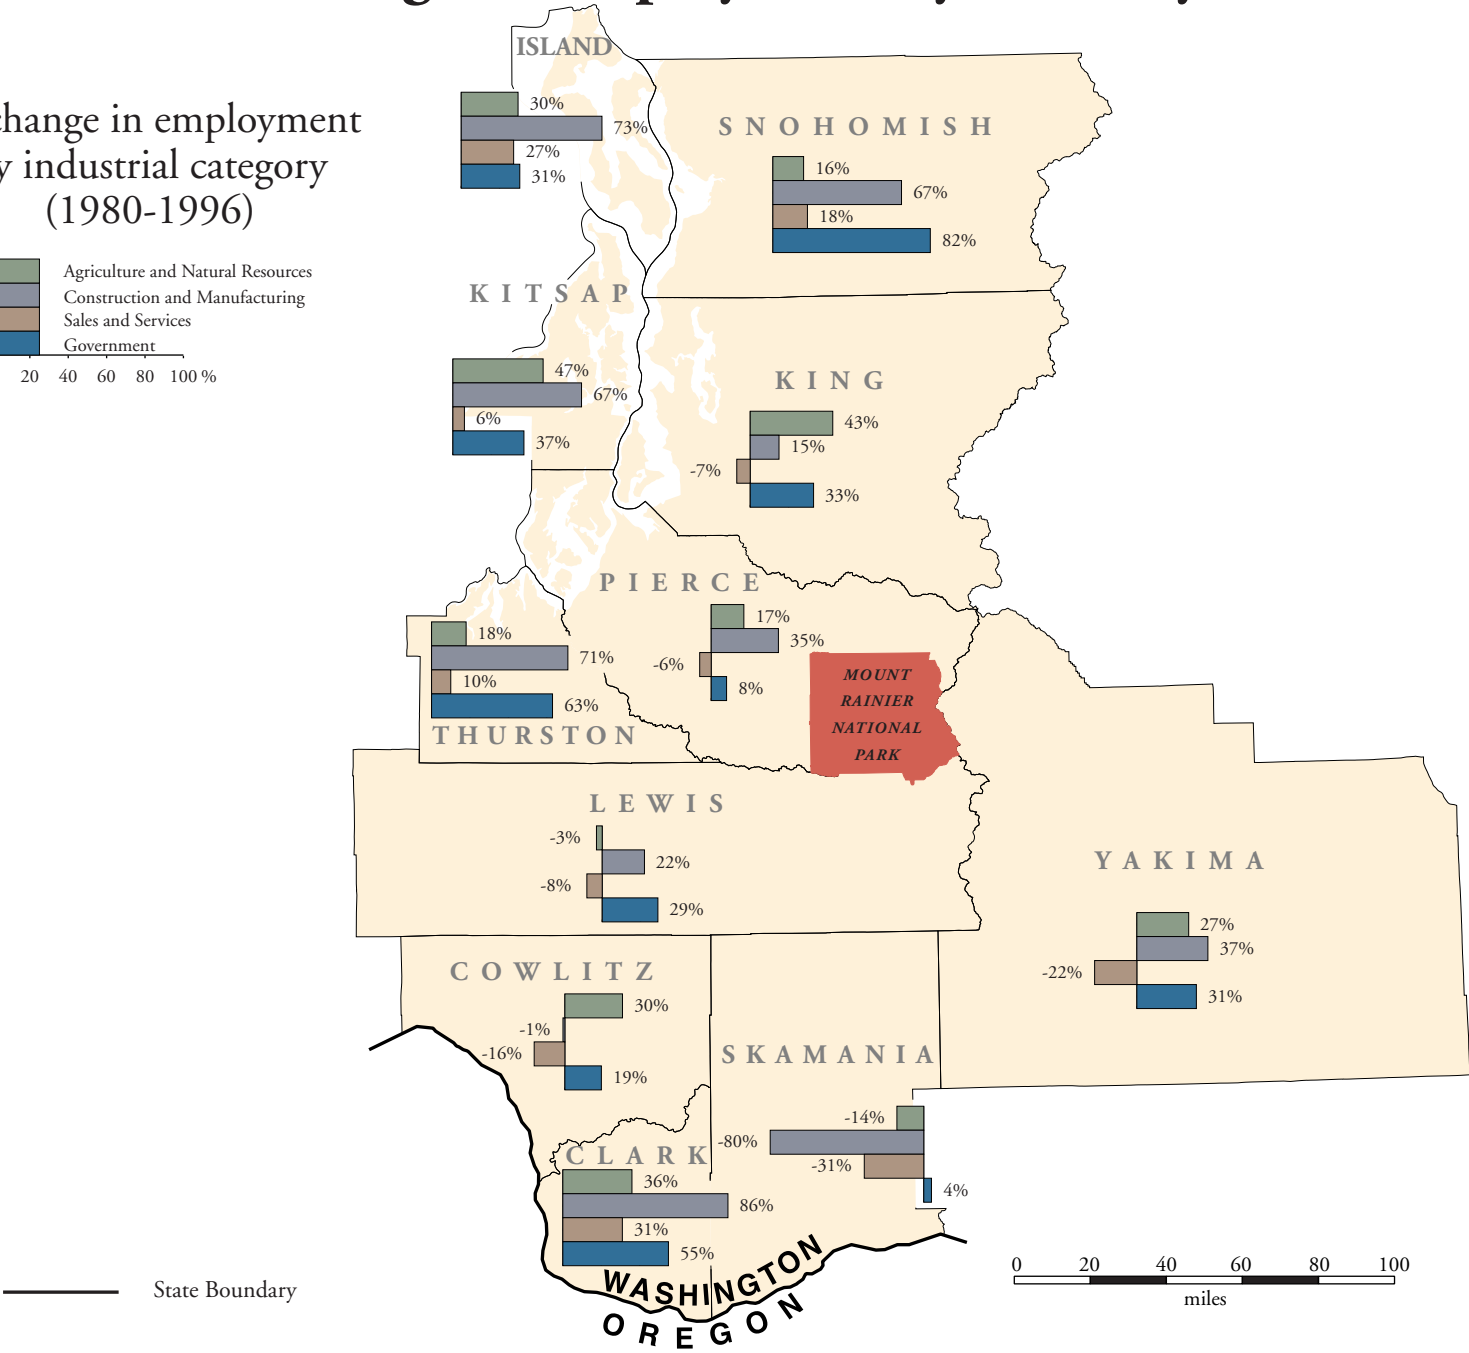 ISLAND
30%
73%
27%
31%
change in employment
industrial category
(1980-1996)
SNOHOMISH
16%
67%
18%
82%
Agriculture and Natural Resources
Construction and Manufacturing
Sales and Services
Government
20 40 60 80 100 %
KITSAP
47%
67%
6%
37%
KING
43%
15%
-7%
33%
PIERCE
17%
35%
-6%
8%
MOUNT
RAINIER
NATIONAL
PARK
18%
71%
10%
63%
THURSTON
LEWIS
-3%
22%
-8%
29%
YAKIMA
27%
37%
-22%
31%
COWLITZ
30%
-1%
-16%
19%
SKAMANIA
-14%
-80%
-31%
4%
CLARK
36%
86%
31%
55%
WASHINGTON
OREGON
State Boundary
0 20 40 60 80 100
miles